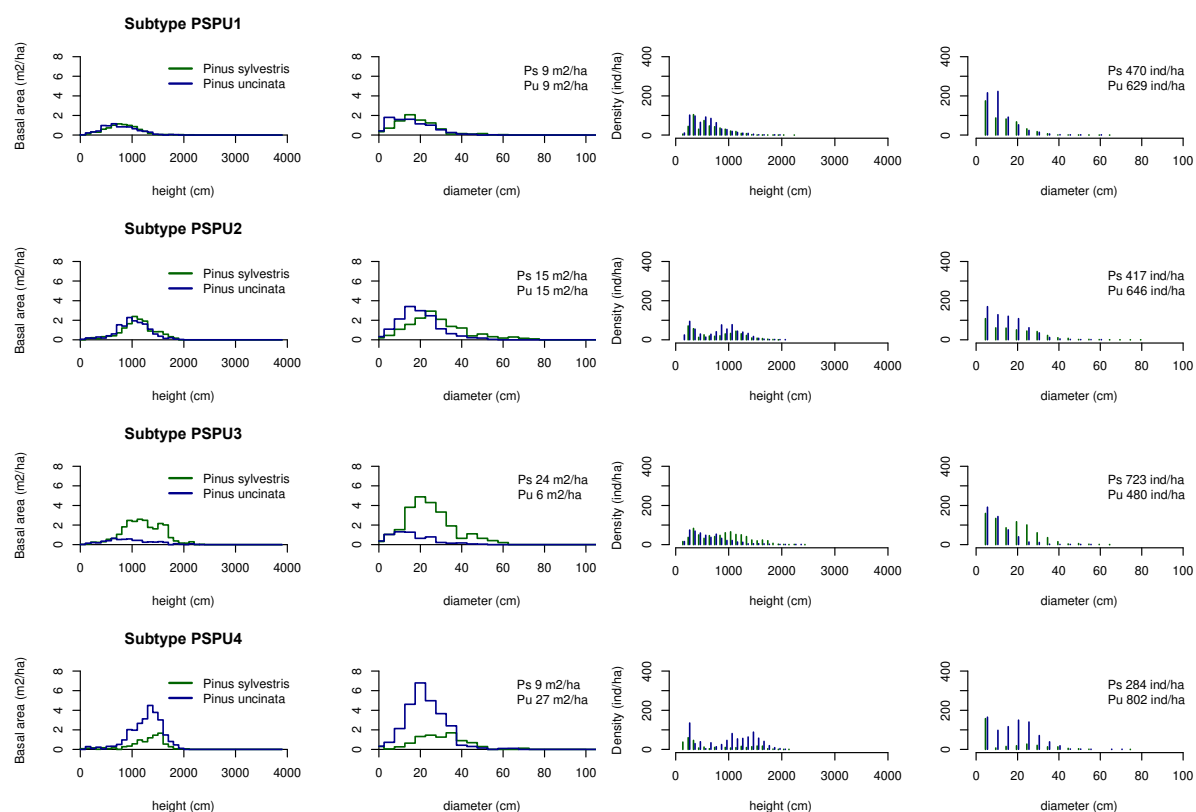 Subtype PSPU1
Basal area (m2/ha)
0 2 4 6 8
0 1000 2000 3000 4000
height (cm)
Pinus sylvestris
Pinus uncinata
0 2 4 6 8
0 20 40 60 80 100
diameter (cm)
Ps 9 m2/ha
Pu 9 m2/ha
Density (ind/ha)
0 200 400
0 1000 2000 3000 4000
height (cm)
0 200 400
0 20 40 60 80 100
diameter (cm)
Ps 470 ind/ha
Pu 629 ind/ha
Subtype PSPU2
Basal area (m2/ha)
0 2 4 6 8
0 1000 2000 3000 4000
height (cm)
Pinus sylvestris
Pinus uncinata
0 2 4 6 8
0 20 40 60 80 100
diameter (cm)
Ps 15 m2/ha
Pu 15 m2/ha
Density (ind/ha)
0 200 400
0 1000 2000 3000 4000
height (cm)
0 200 400
0 20 40 60 80 100
diameter (cm)
Ps 417 ind/ha
Pu 646 ind/ha
Subtype PSPU3
Basal area (m2/ha)
0 2 4 6 8
0 1000 2000 3000 4000
height (cm)
Pinus sylvestris
Pinus uncinata
0 2 4 6 8
0 20 40 60 80 100
diameter (cm)
Ps 24 m2/ha
Pu 6 m2/ha
Density (ind/ha)
0 200 400
0 1000 2000 3000 4000
height (cm)
0 200 400
0 20 40 60 80 100
diameter (cm)
Ps 723 ind/ha
Pu 480 ind/ha
Subtype PSPU4
Basal area (m2/ha)
0 2 4 6 8
0 1000 2000 3000 4000
height (cm)
Pinus sylvestris
Pinus uncinata
0 2 4 6 8
0 20 40 60 80 100
diameter (cm)
Ps 9 m2/ha
Pu 27 m2/ha
Density (ind/ha)
0 200 400
0 1000 2000 3000 4000
height (cm)
0 200 400
0 20 40 60 80 100
diameter (cm)
Ps 284 ind/ha
Pu 802 ind/ha